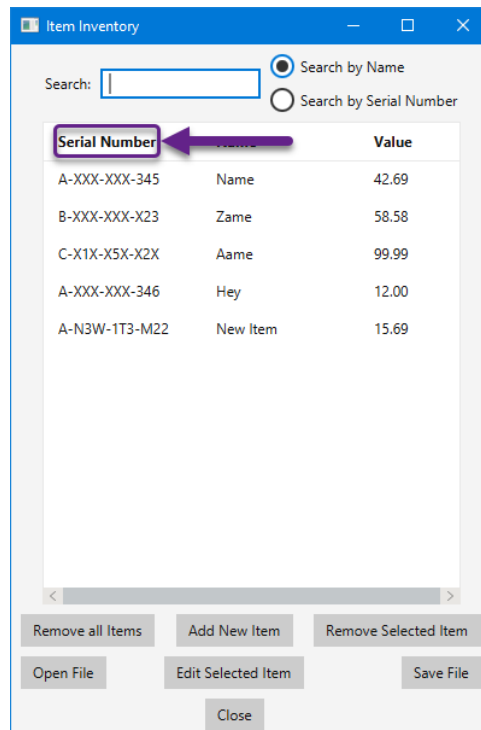 Item Inventory
Search:
Search by Name
Search by Serial Number
Serial Number Value
A-XXX-XXX-345 Name 42.69
B-XXX-XXX-X23 Zame 58.58
C-X1X-X5X-X2X Aame 99.99
A-XXX-XXX-346 Hey 12.00
A-N3W-1T3-M22 New Item 15.69
Remove all Items Add New Item Remove Selected Item
Open File Edit Selected Item Save File
Close